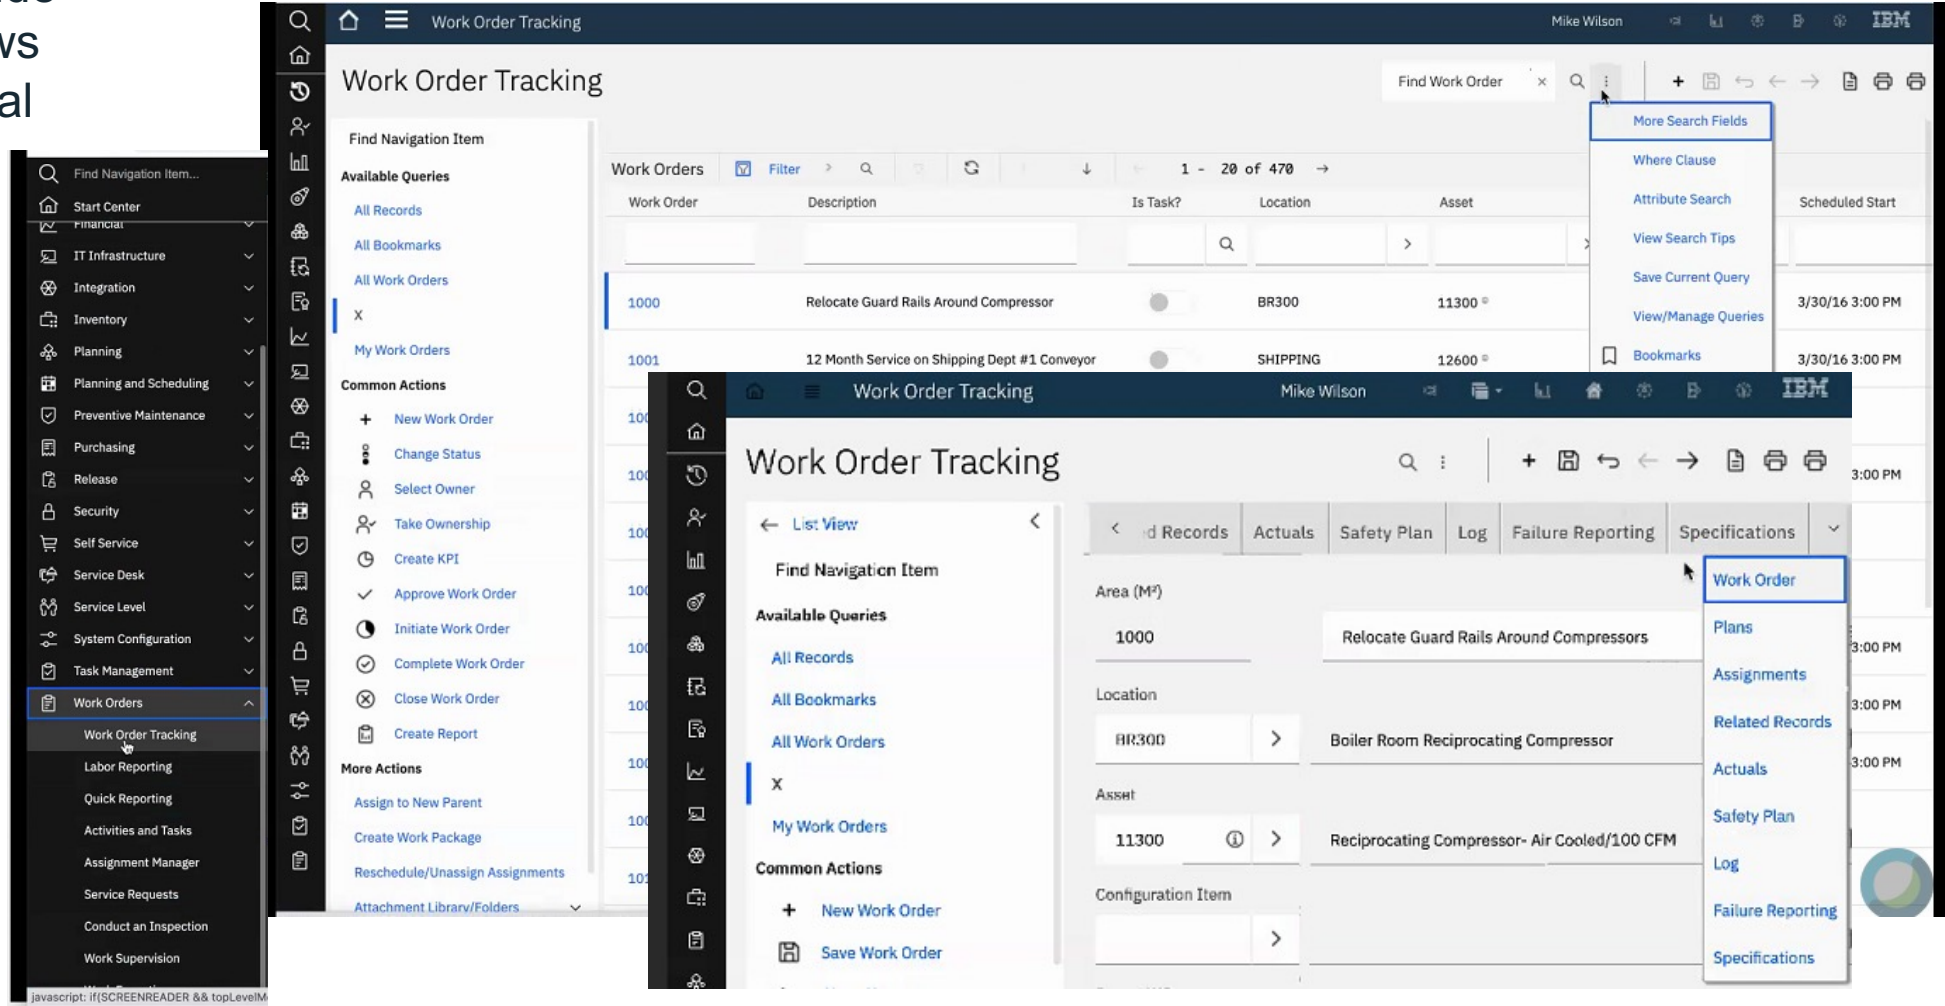 ws
al
Find Navigation Item...
Start Center
Financial
IT Infrastructure
Integration
Inventory
Planning
Planning and Scheduling
Preventive Maintenance
Purchasing
Release
Security
Self Service
Service Desk
Service Level
System Configuration
Task Management
Work Orders
Work Order Tracking
Labor Reporting
Quick Reporting
Activities and Tasks
Assignment Manager
Service Requests
Conduct an Inspection
Work Supervision
javascript: if(SCREENREADER && topLevelM
Work Order Tracking Mike Wilson IBM
Work Order Tracking
Find Work Order
Find Navigation Item
Available Queries
All Records
All Bookmarks
All Work Orders
X
My Work Orders
Common Actions
New Work Order
Change Status
Select Owner
Take Ownership
Create KPI
Approve Work Order
Initiate Work Order
Complete Work Order
Close Work Order
Create Report
More Actions
Assign to New Parent
Create Work Package
Reschedule/Unassign Assignments
Attachment Library/Folders
Work Orders Filter 1 - 20 of 470
Work Order Description Is Task? Location Asset Scheduled Start
1000 Relocate Guard Rails Around Compressor BR300 11300 3/30/16 3:00 PM
1001 12 Month Service on Shipping Dept #1 Conveyor SHIPPING 12600 3/30/16 3:00 PM
100
100 3:00 PM
100
100
100 3:00 PM
100 3:00 PM
100 3:00 PM
100
101
More Search Fields
Where Clause
Attribute Search
View Search Tips
Save Current Query
View/Manage Queries
Bookmarks
Work Order Tracking Mike Wilson IBM
Work Order Tracking
List View
Find Navigation Item
Available Queries
All Records
All Bookmarks
All Work Orders
X
My Work Orders
Common Actions
New Work Order
Save Work Order
d Records Actuals Safety Plan Log Failure Reporting Specifications
Area (M²)
1000 Relocate Guard Rails Around Compressors
Location
BR300 Boiler Room Reciprocating Compressor
Asset
11300 Reciprocating Compressor- Air Cooled/100 CFM
Configuration Item
Work Order
Plans
Assignments
Related Records
Actuals
Safety Plan
Log
Failure Reporting
Specifications